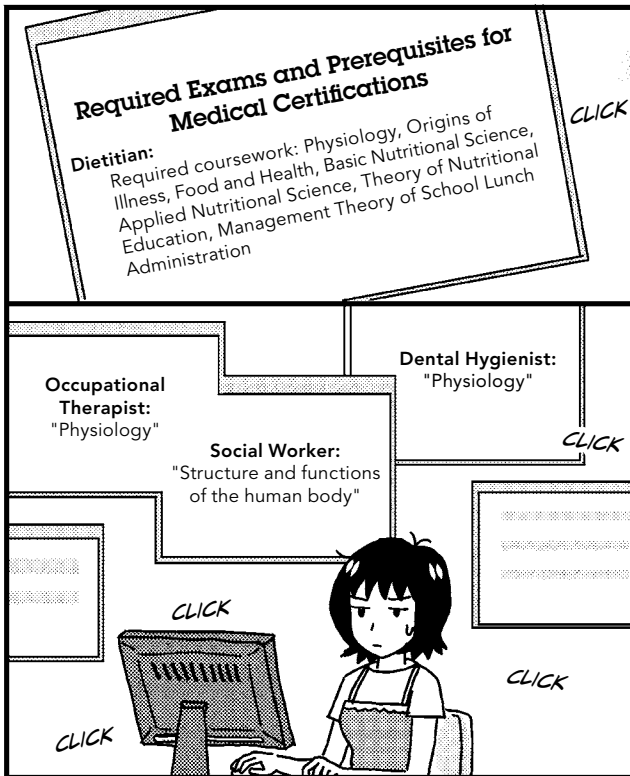 Required Exams and Prerequisites for
Medical Certifications
Dietitian:
Required coursework: Physiology, Origins of
Illness, Food and Health, Basic Nutritional Science,
Applied Nutritional Science, Theory of Nutritional
Education, Management Theory of School Lunch
Administration
CLICK
Occupational
Therapist:
"Physiology"
Dental Hygienist:
"Physiology"
Social Worker:
"Structure and functions
of the human body"
CLICK
CLICK
CLICK
CLICK